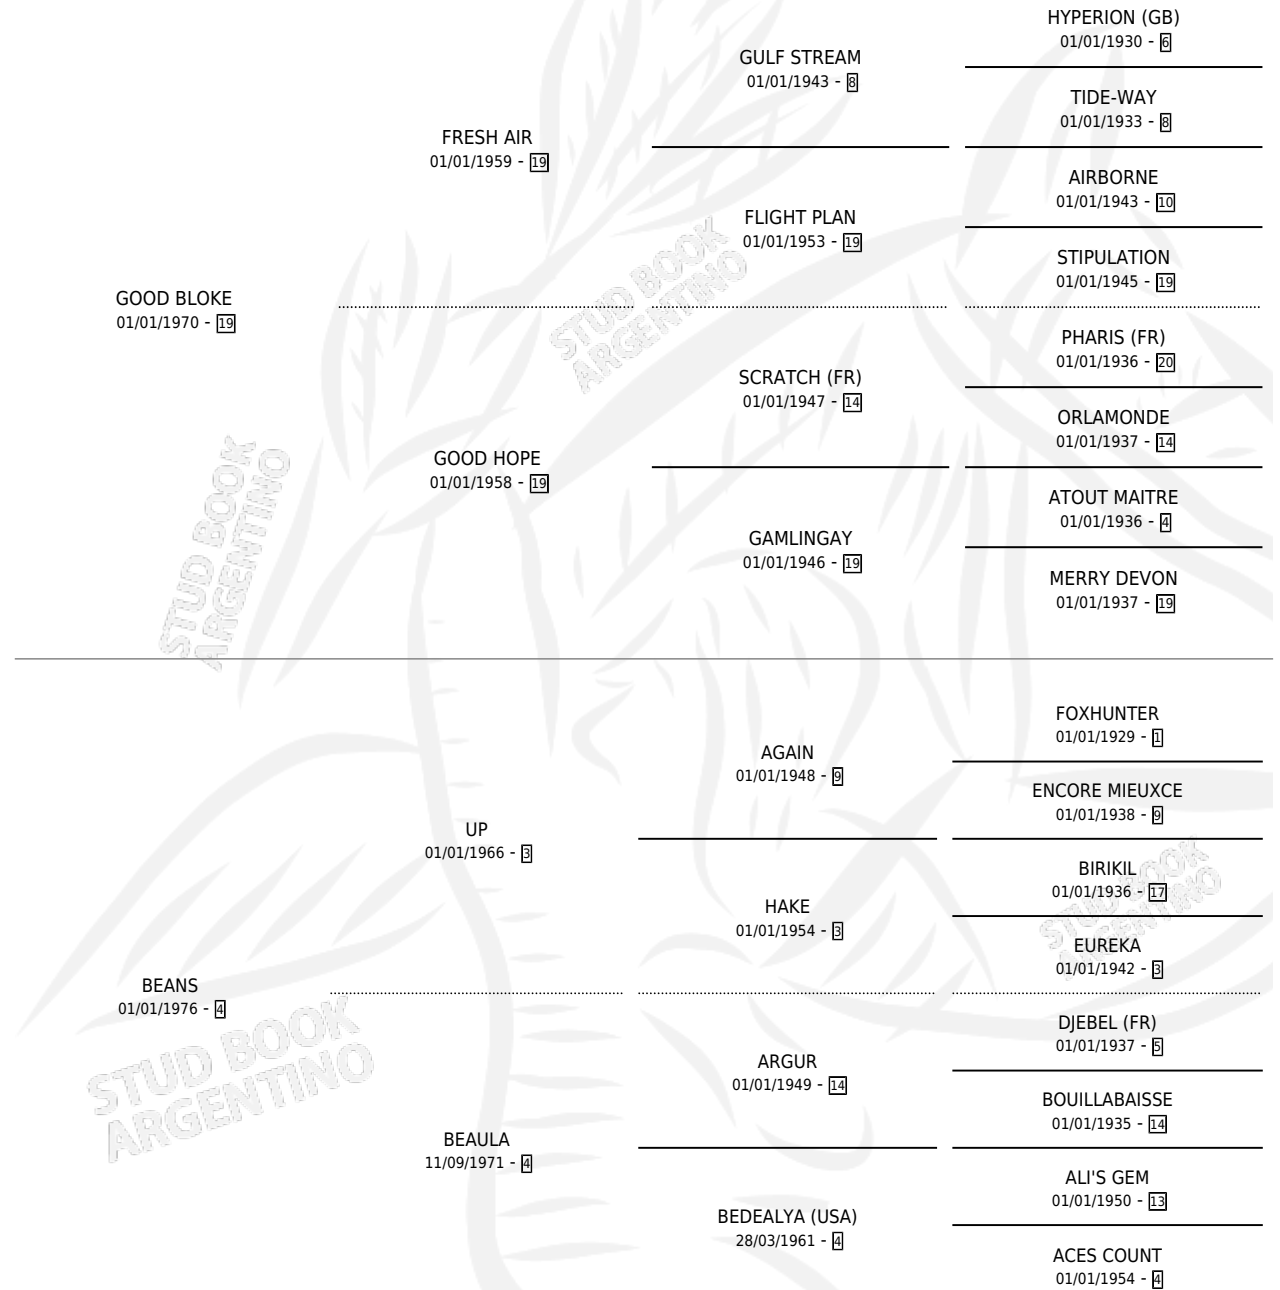 HYPERION (GB)
01/01/1930 - 6
GULF STREAM
01/01/1943 - 8
TIDE-WAY
01/01/1933 - 8
FRESH AIR
01/01/1959 - 19
AIRBORNE
01/01/1943 - 10
FLIGHT PLAN
01/01/1953 - 19
STIPULATION
01/01/1945 - 19
GOOD BLOKE
01/01/1970 - 19
PHARIS (FR)
01/01/1936 - 20
SCRATCH (FR)
01/01/1947 - 14
ORLAMONDE
01/01/1937 - 14
GOOD HOPE
01/01/1958 - 19
ATOUT MAITRE
01/01/1936 - 4
GAMLINGAY
01/01/1946 - 19
MERRY DEVON
01/01/1937 - 19
STUD BOOK
ARGENTINO
STUD BOOK
ARGENTINO
FOXHUNTER
01/01/1929 - 1
AGAIN
01/01/1948 - 9
ENCORE MIEUXCE
01/01/1938 - 9
UP
01/01/1966 - 3
BIRIKIL
01/01/1936 - 17
HAKE
01/01/1954 - 3
EUREKA
01/01/1942 - 3
BEANS
01/01/1976 - 4
DJEBEL (FR)
01/01/1937 - 5
ARGUR
01/01/1949 - 14
BOUILLABAISSE
01/01/1935 - 14
BEAULA
11/09/1971 - 4
ALI'S GEM
01/01/1950 - 13
BEDEALYA (USA)
28/03/1961 - 4
ACES COUNT
01/01/1954 - 4
STUD BOOK
ARGENTINO
STUD BOOK
ARGENTINO